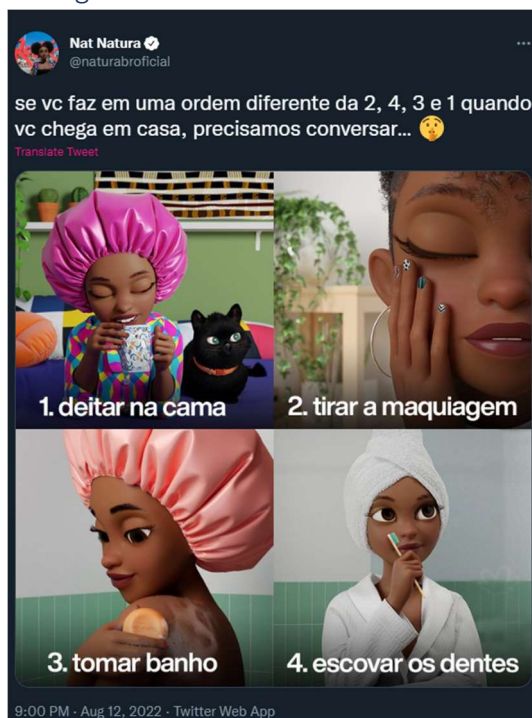 Nat Natura
@naturabroficial
se vc faz em uma ordem diferente da 2, 4, 3 e 1 quando
vc chega em casa, precisamos conversar... 🤫
Translate Tweet
1. deitar na cama
2. tirar a maquiagem
3. tomar banho
4. escovar os dentes
9:00 PM · Aug 12, 2022 · Twitter Web App